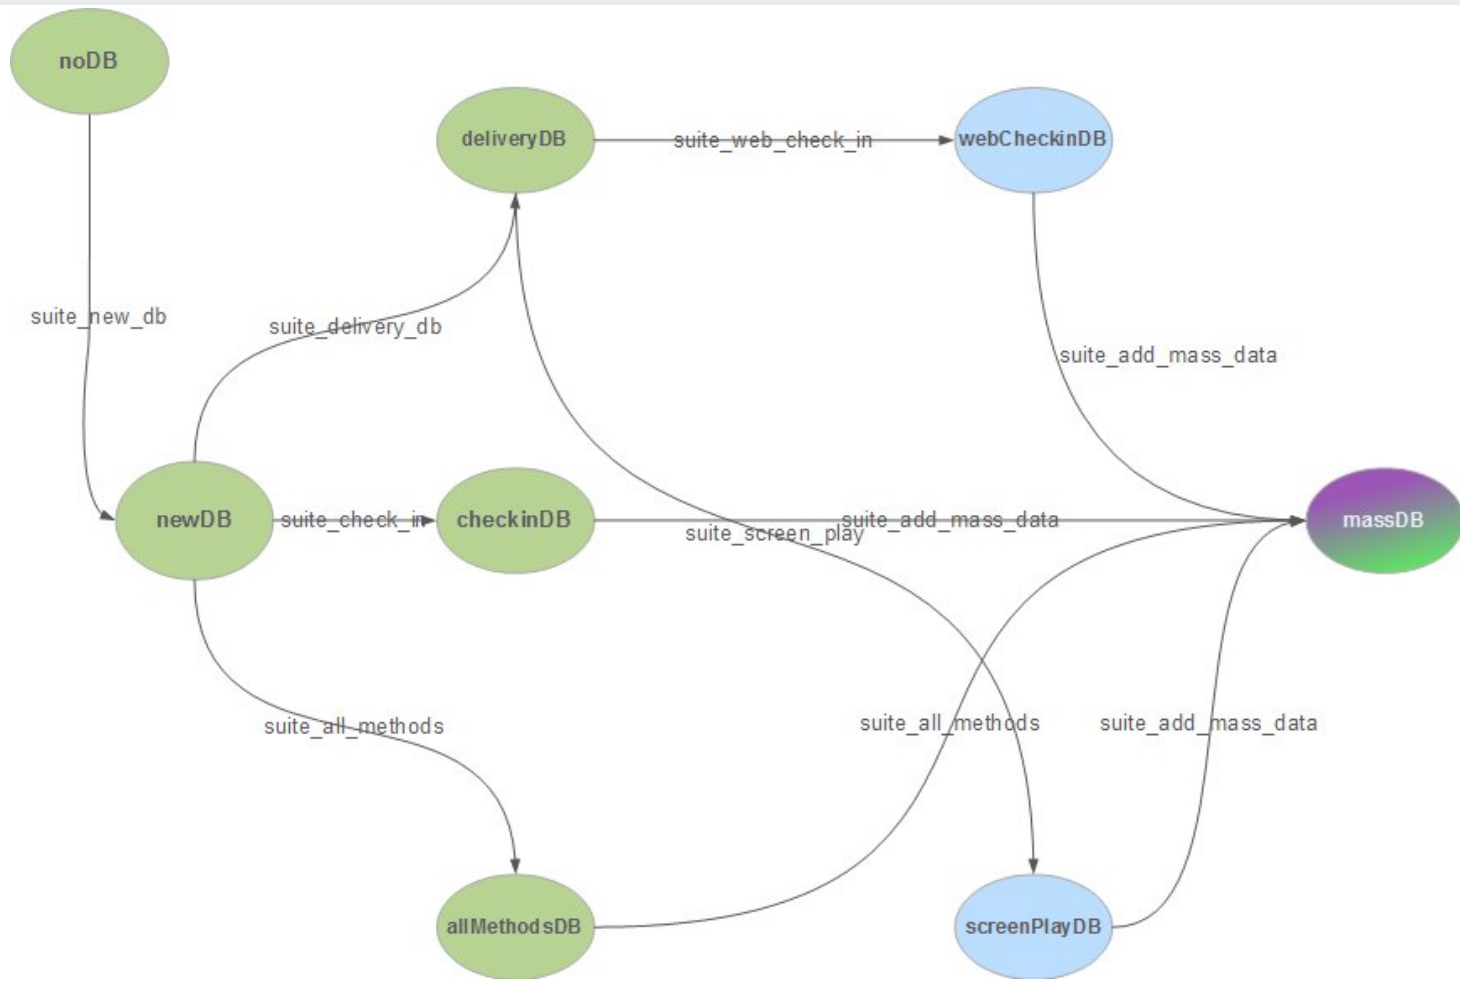 noDB
deliveryDB
suite_web_check_in
webCheckinDB
suite_new_db
suite_delivery_db
suite_add_mass_data
newDB
suite_check_in
checkinDB
suite_screen_play
suite_add_mass_data
massDB
suite_all_methods
suite_all_methods
suite_add_mass_data
allMethodsDB
screenPlayDB